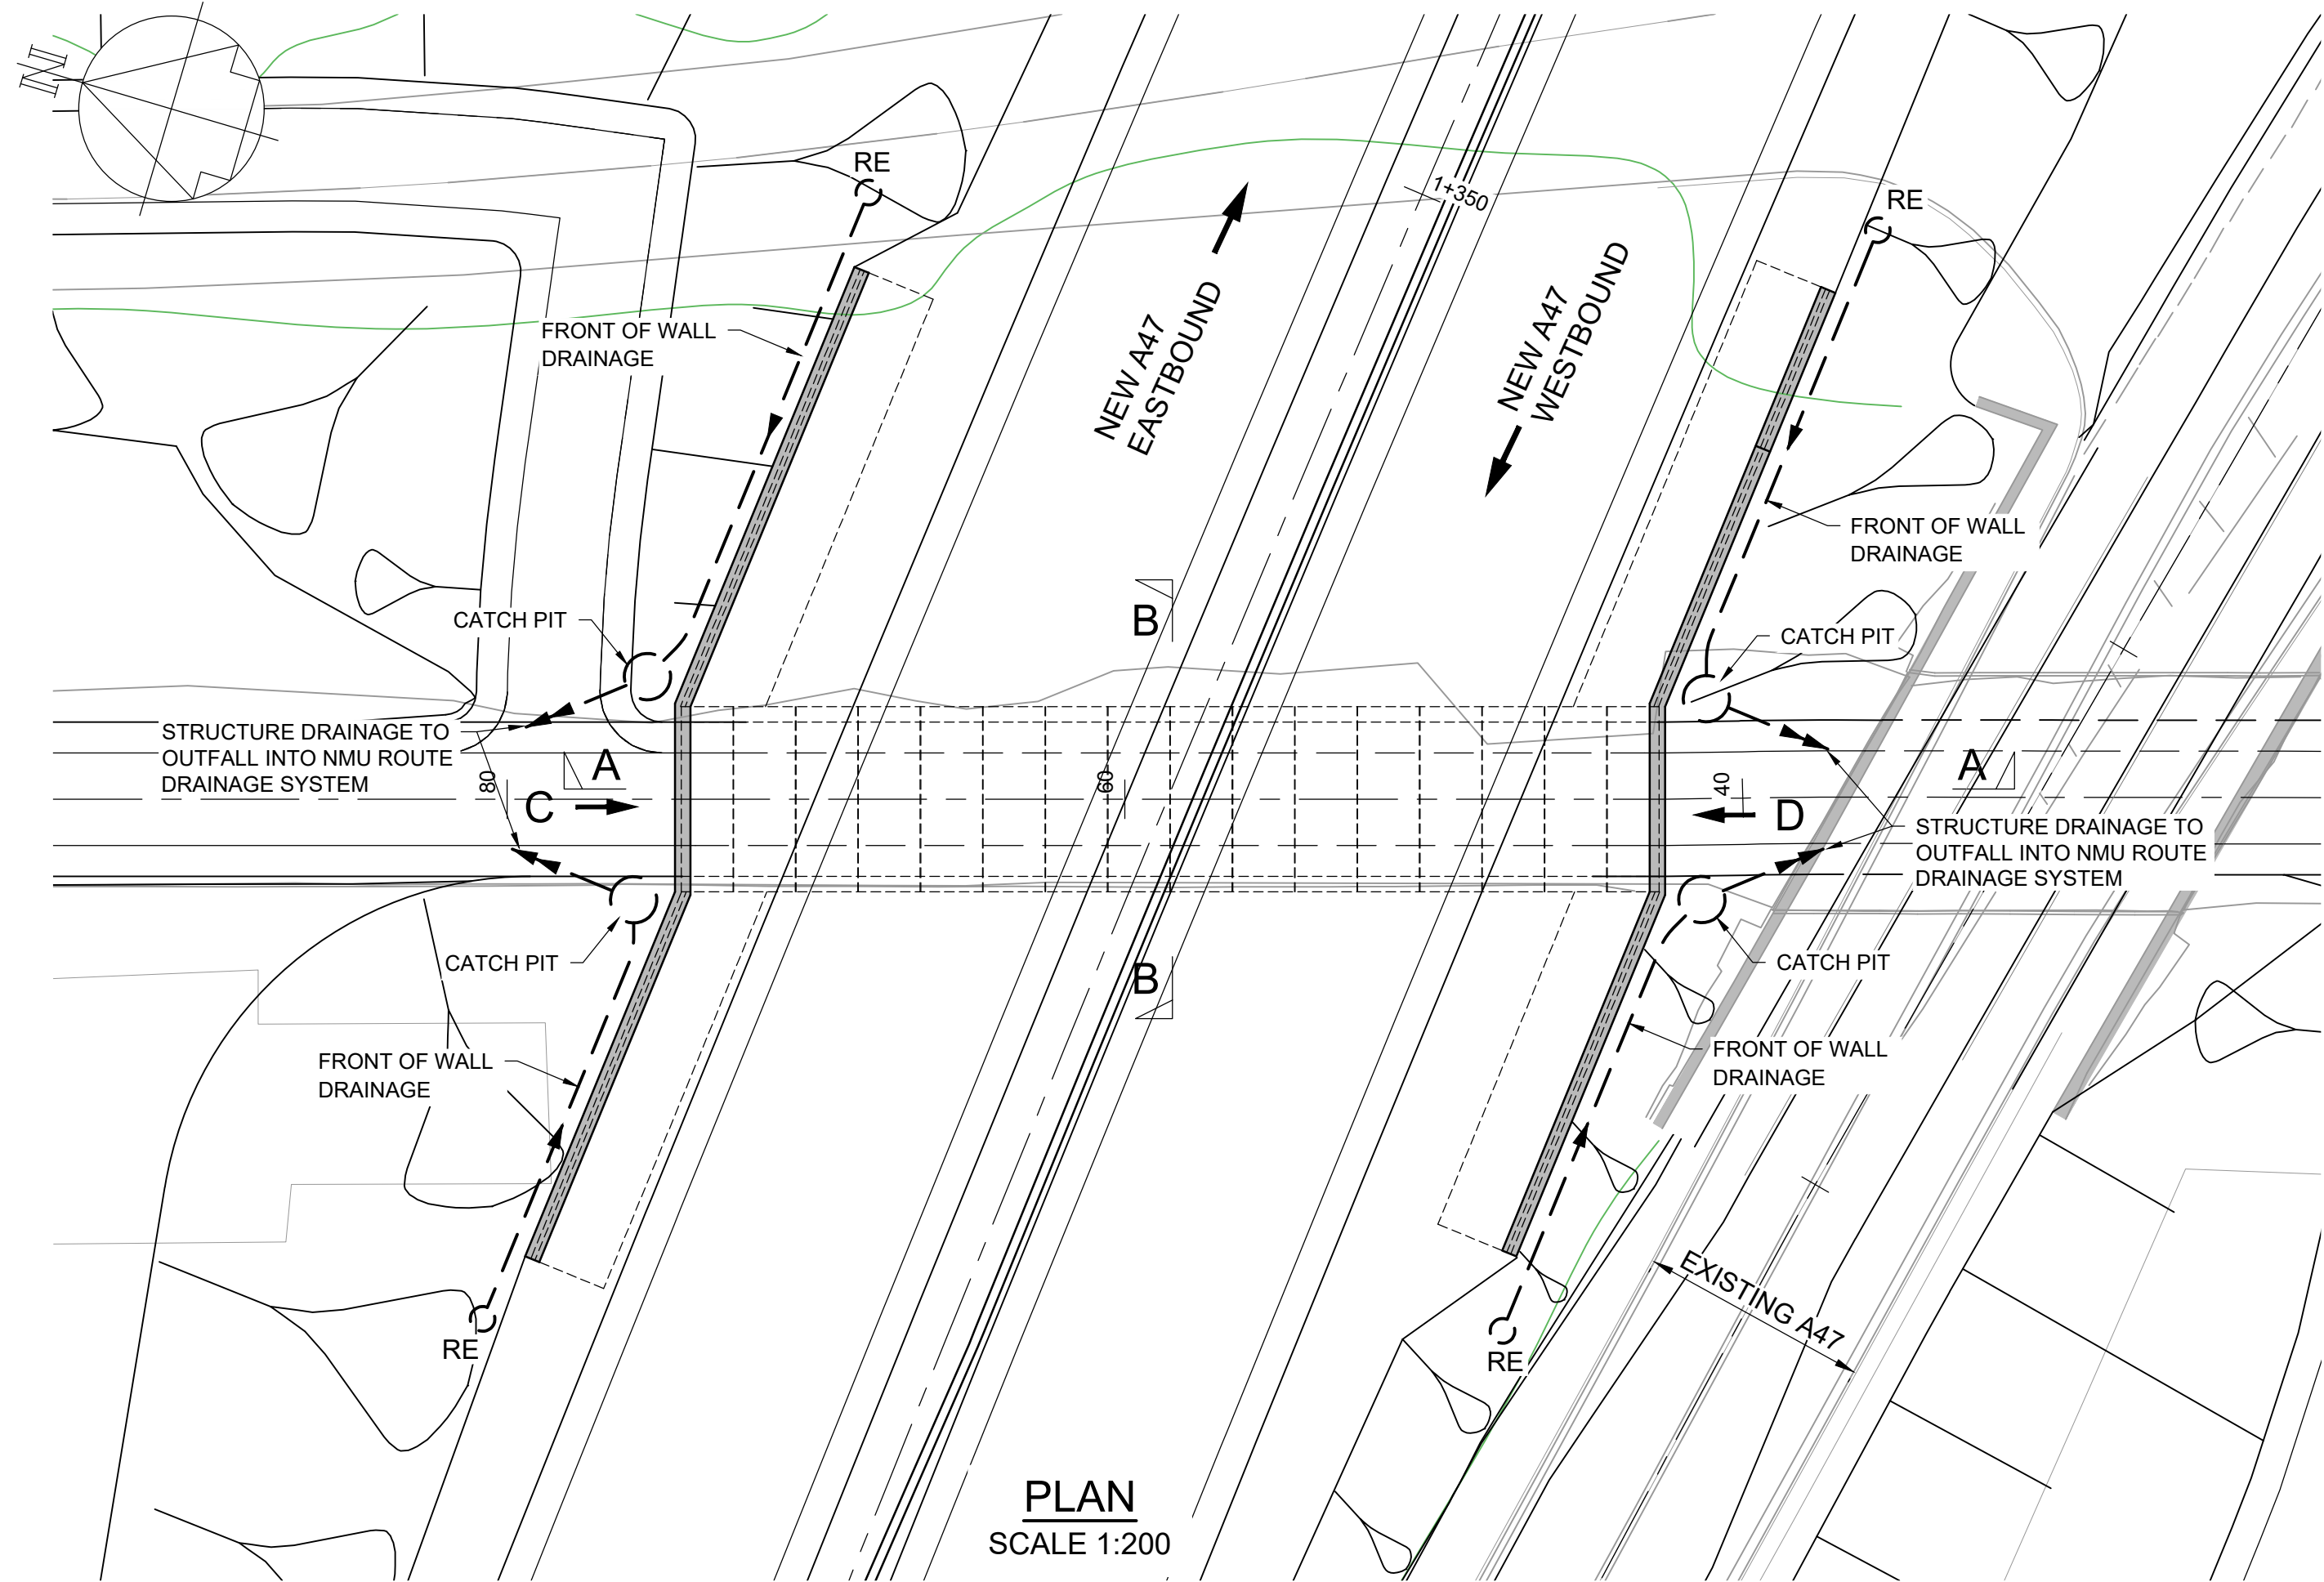 N
RE
1+350
RE
FRONT OF WALL
DRAINAGE
NEW A47
EASTBOUND
NEW A47
WESTBOUND
FRONT OF WALL
DRAINAGE
CATCH PIT
B
CATCH PIT
STRUCTURE DRAINAGE TO
OUTFALL INTO NMU ROUTE
DRAINAGE SYSTEM
80
A
60
40
A
C
D
STRUCTURE DRAINAGE TO
OUTFALL INTO NMU ROUTE
DRAINAGE SYSTEM
CATCH PIT
B
CATCH PIT
FRONT OF WALL
DRAINAGE
FRONT OF WALL
DRAINAGE
EXISTING A47
RE
RE
PLAN
SCALE 1:200